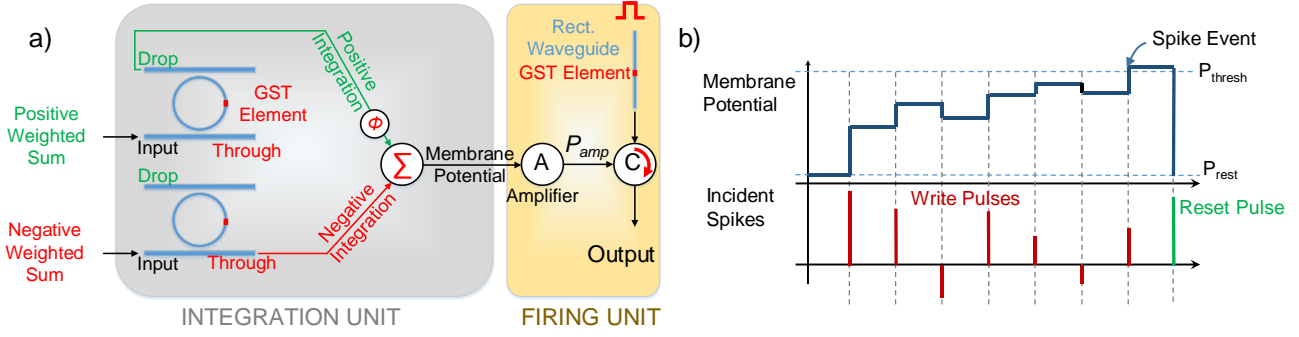 a)
Drop
GST
Element
Positive
Weighted
Sum
Input
Through
Drop
Negative
Weighted
Sum
Input
Through
Positive
Integration
Φ
Σ
Negative
Integration
Membrane
Potential
INTEGRATION UNIT
Rect.
Waveguide
GST Element
A
Amplifier
P_amp
C
Output
FIRING UNIT
b)
Spike Event
Membrane
Potential
P_thresh
P_rest
Incident
Spikes
Write Pulses
Reset Pulse